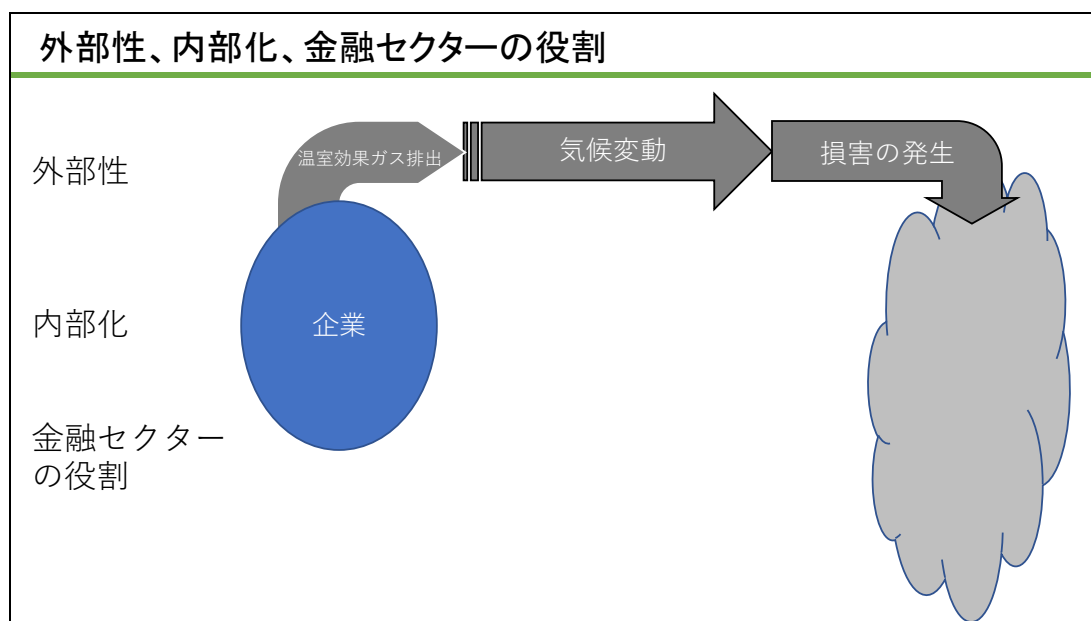 外部性、内部化、金融セクターの役割
外部性
温室効果ガス排出
気候変動
損害の発生
内部化
企業
金融セクター
の役割